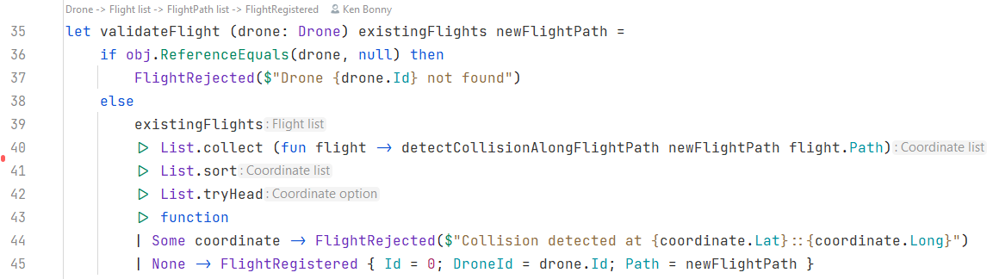 Drone -> Flight list -> FlightPath list -> FlightRegistered Ken Bonny
35 let validateFlight (drone: Drone) existingFlights newFlightPath =
36 if obj.ReferenceEquals(drone, null) then
37 FlightRejected($"Drone {drone.Id} not found")
38 else
39 existingFlights : Flight list
40 |> List.collect (fun flight -> detectCollisionAlongFlightPath newFlightPath flight.Path) : Coordinate list
41 |> List.sort : Coordinate list
42 |> List.tryHead : Coordinate option
43 |> function
44 | Some coordinate -> FlightRejected($"Collision detected at {coordinate.Lat}::{coordinate.Long}")
45 | None -> FlightRegistered { Id = 0; DroneId = drone.Id; Path = newFlightPath }